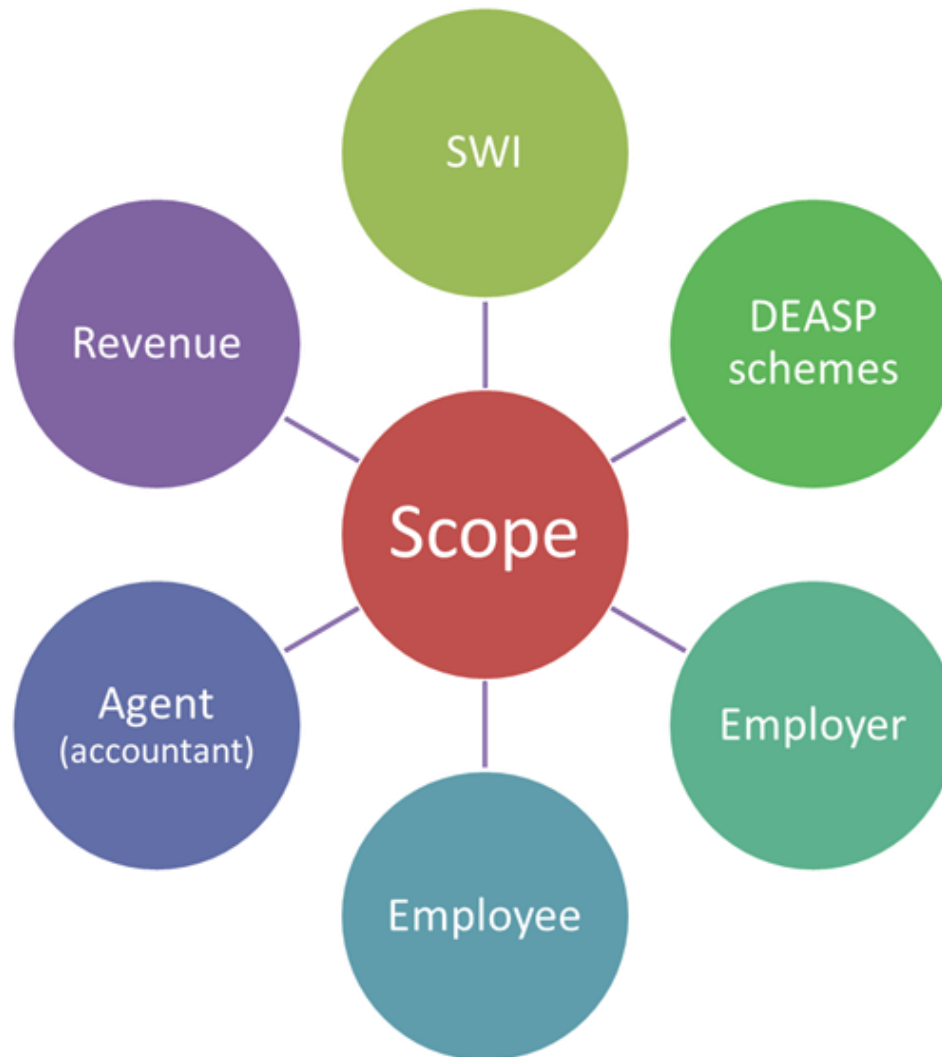 SWI
DEASP
schemes
Revenue
Scope
Agent
(accountant)
Employer
Employee